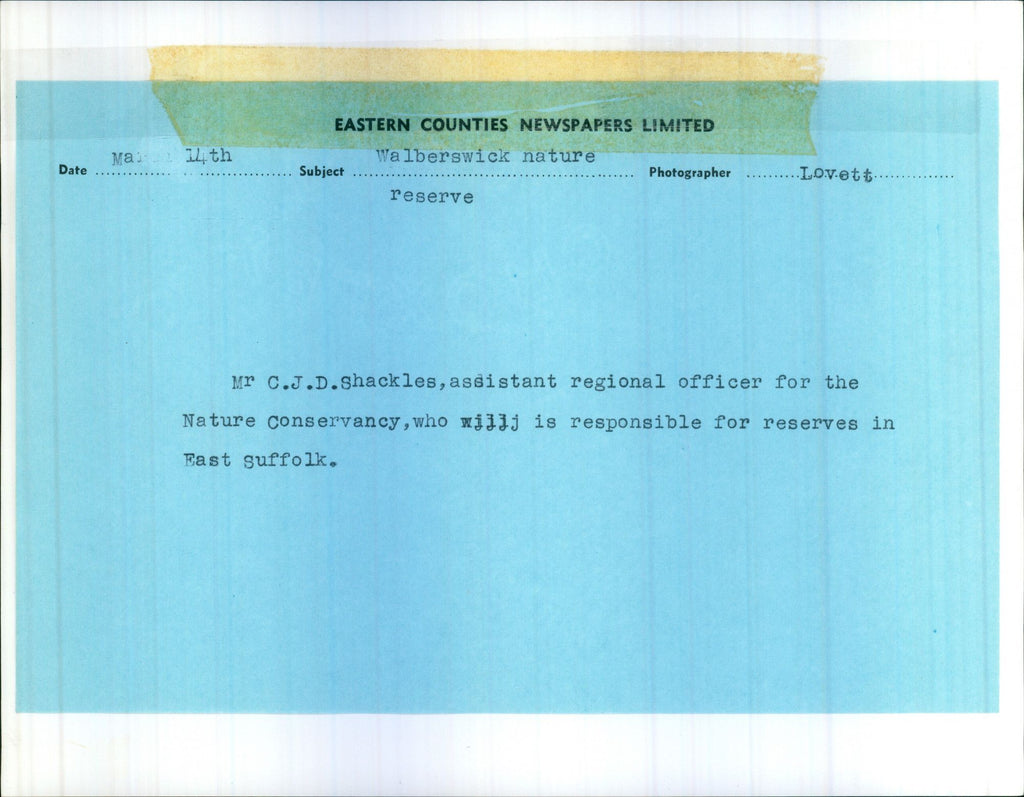 EASTERN COUNTIES NEWSPAPERS LIMITED
Date 14th Subject Walberswick nature Photographer Lovett
reserve
Mr C.J.D.Shackles,assistant regional officer for the
Nature Conservancy,who is responsible for reserves in
East Suffolk.